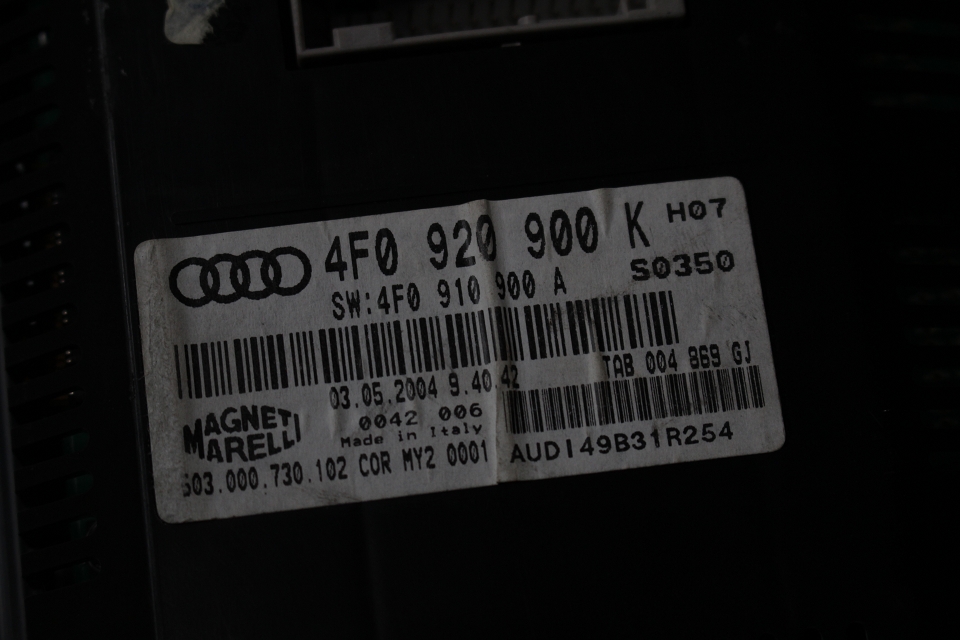 4F0 920 900 K H07
SW:4F0 910 900 A S0350
03.05.2004 9.40.42 TAB 004 869 GJ
MAGNETI
MARELLI
0042 006
Made in Italy
503.000.730.102 COR MY2 0001
AUDI49B31R254